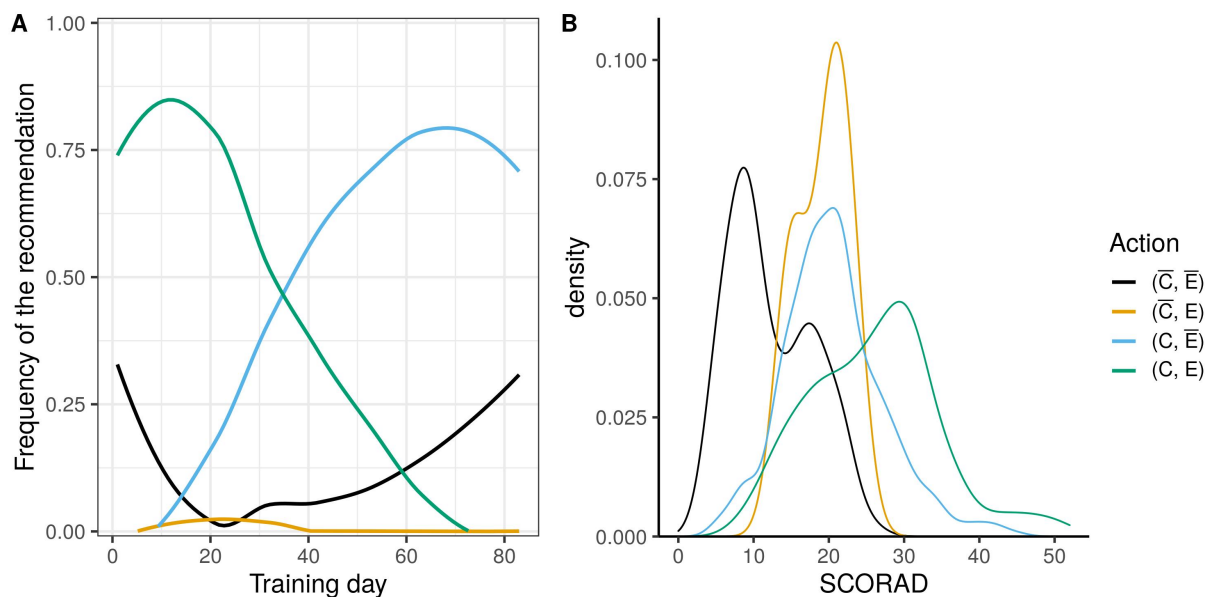 A
Frequency of the recommendation
1.00
0.75
0.50
0.25
0.00
0 20 40 60 80
Training day
B
density
0.100
0.075
0.050
0.025
0.000
0 10 20 30 40 50
SCORAD
Action
(C̅, E̅)
(C̅, E)
(C, E̅)
(C, E)